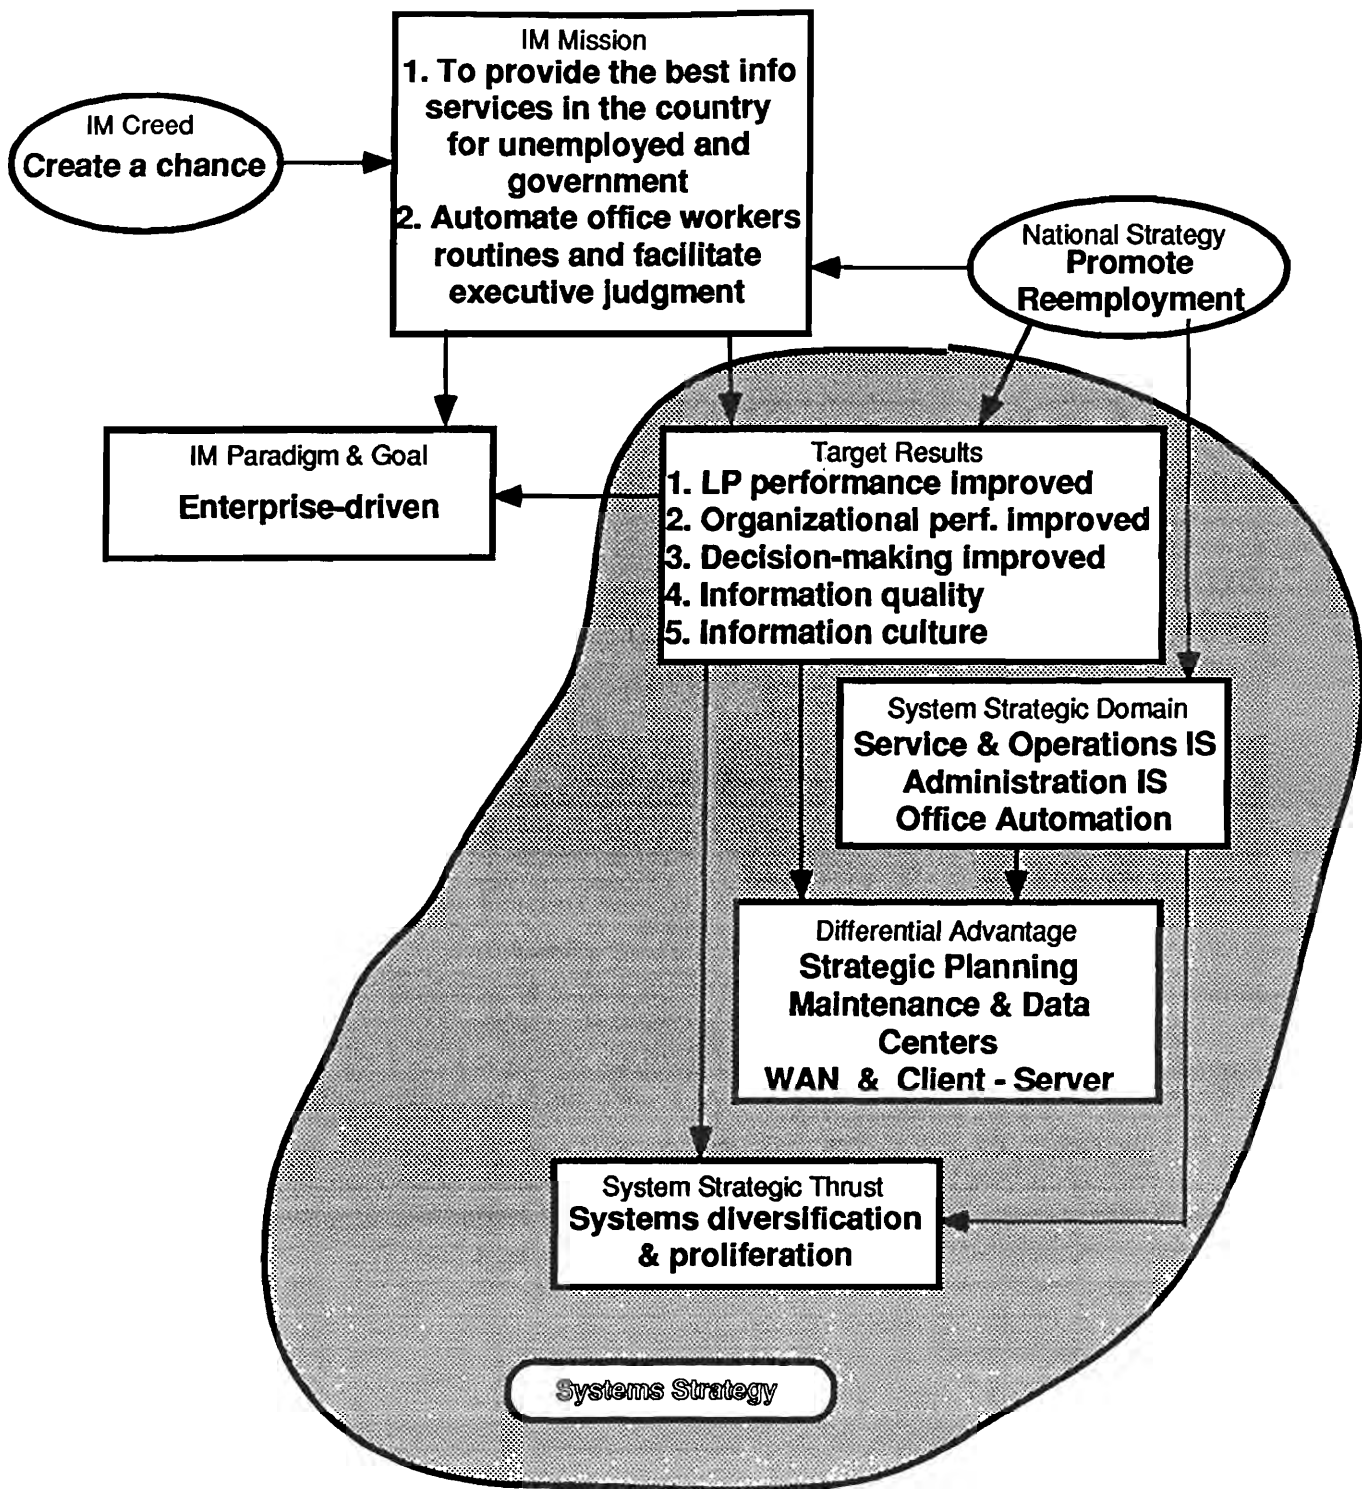 IM Mission
1. To provide the best info
services in the country
for unemployed and
government
2. Automate office workers
routines and facilitate
executive judgment
IM Creed
Create a chance
National Strategy
Promote
Reemployment
IM Paradigm & Goal
Enterprise-driven
Target Results
1. LP performance improved
2. Organizational perf. improved
3. Decision-making improved
4. Information quality
5. Information culture
System Strategic Domain
Service & Operations IS
Administration IS
Office Automation
Differential Advantage
Strategic Planning
Maintenance & Data
Centers
WAN & Client - Server
System Strategic Thrust
Systems diversification
& proliferation
Systems Strategy